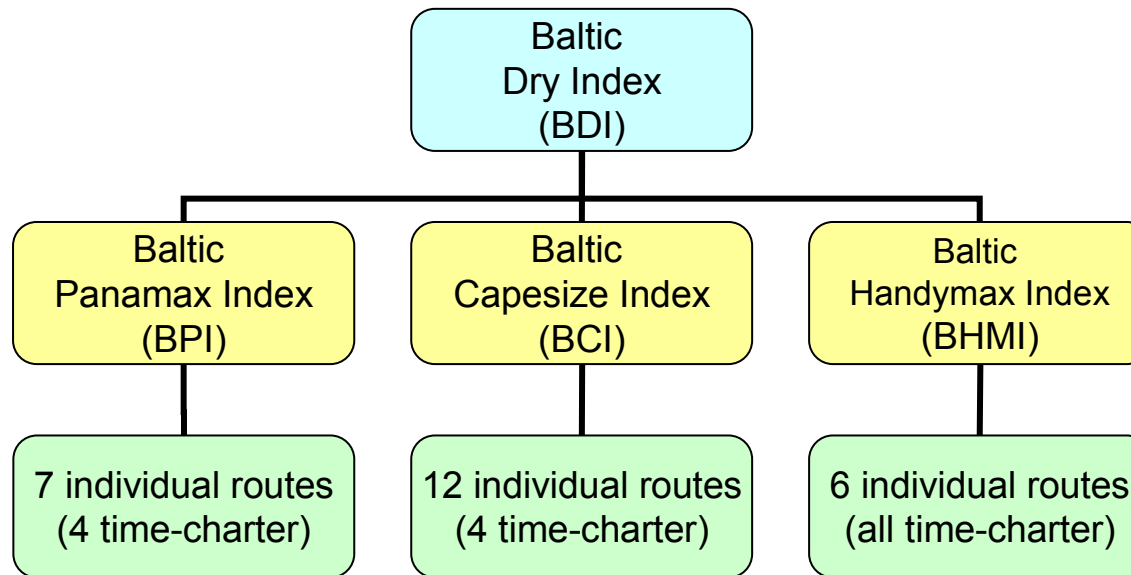 Baltic
Dry Index
(BDI)
Baltic
Panamax Index
(BPI)
Baltic
Capesize Index
(BCI)
Baltic
Handymax Index
(BHMI)
7 individual routes
(4 time-charter)
12 individual routes
(4 time-charter)
6 individual routes
(all time-charter)